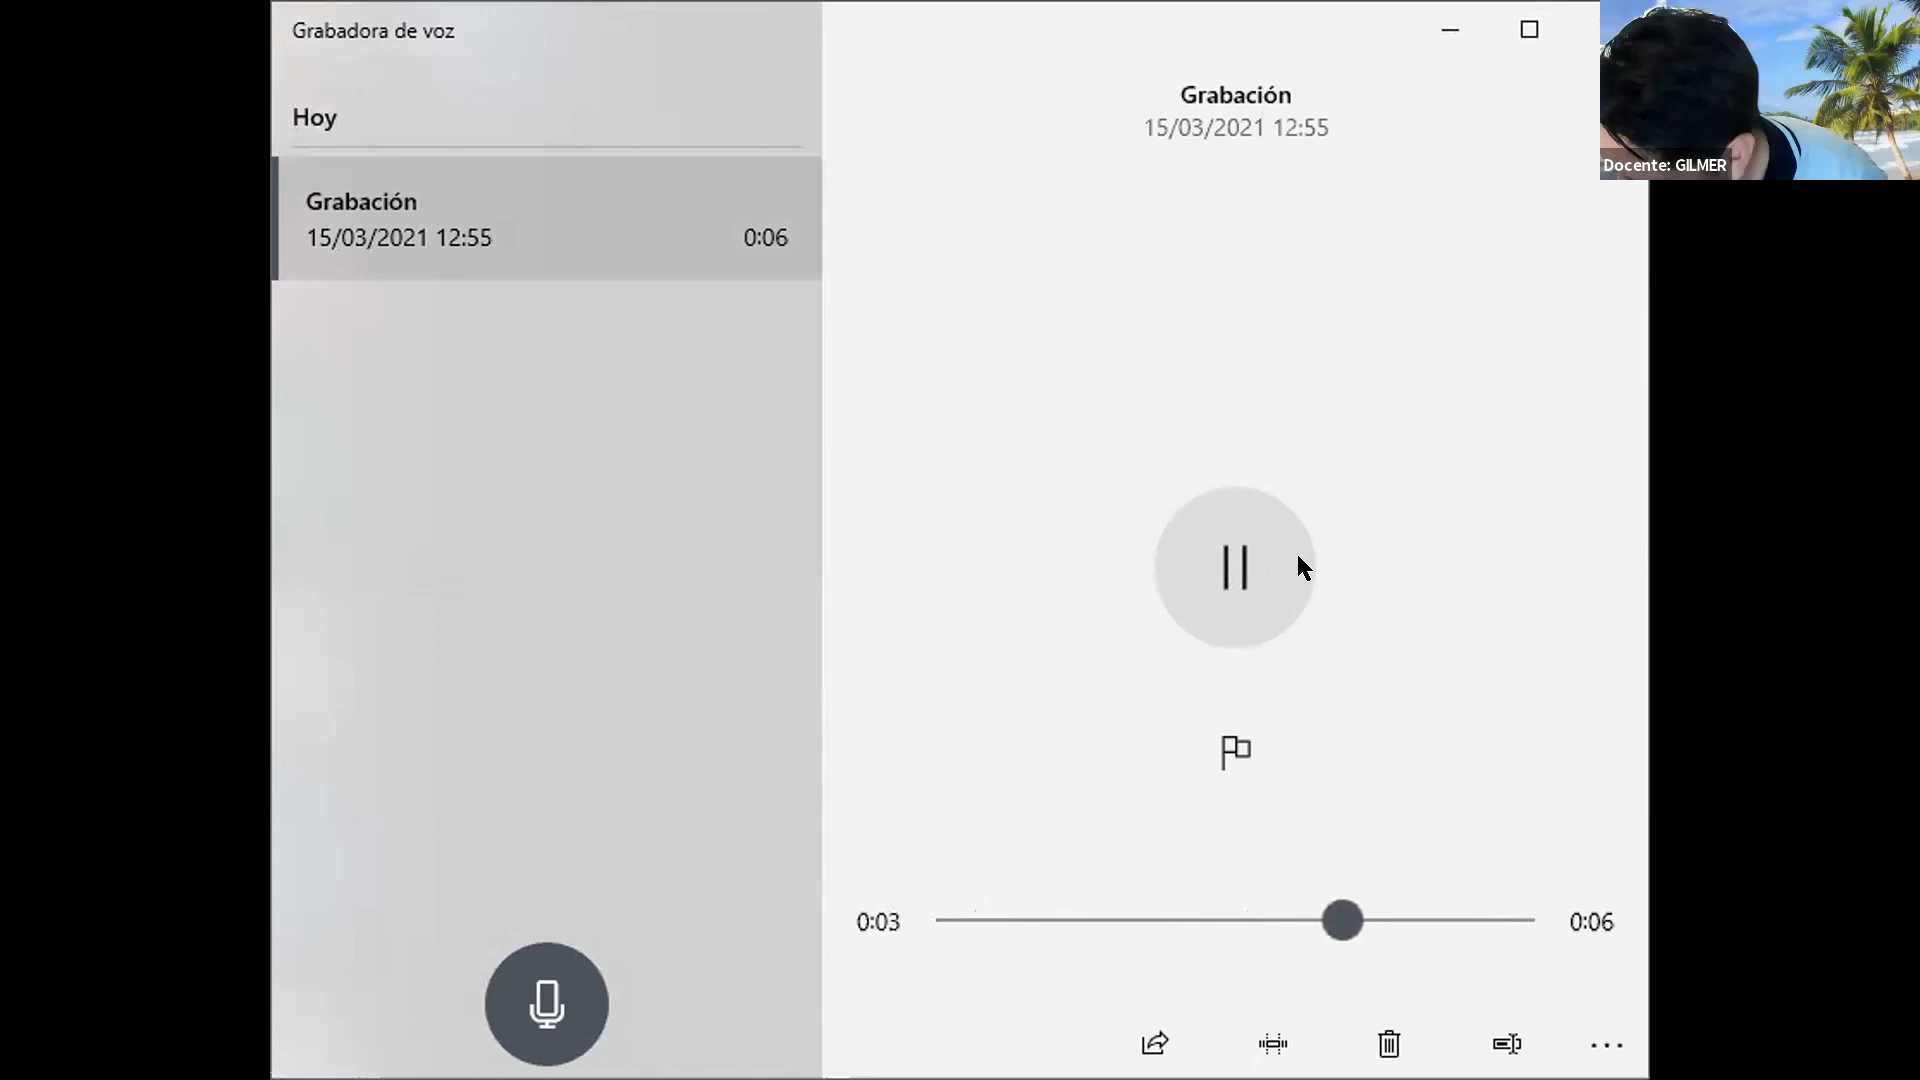 Grabadora de voz
Hoy
Grabación
15/03/2021 12:55
0:06
Grabación
15/03/2021 12:55
0:03
0:06
Docente: GILMER